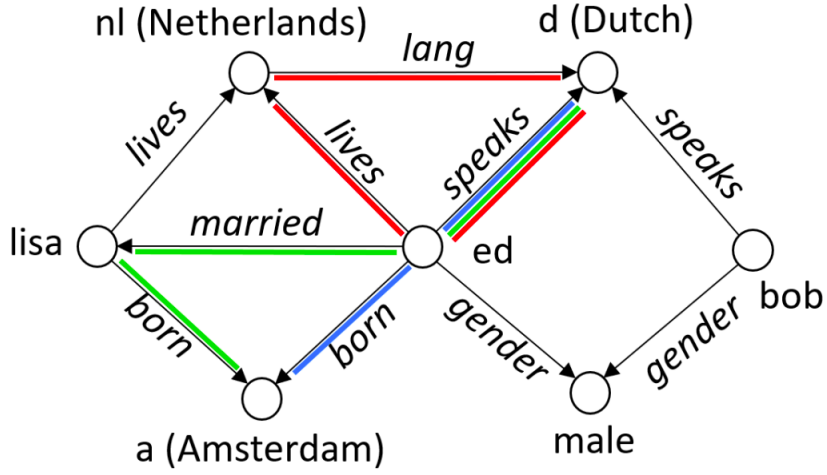 nl (Netherlands)
d (Dutch)
lang
lives
lives
speaks
speaks
married
lisa
ed
bob
born
born
gender
gender
a (Amsterdam)
male